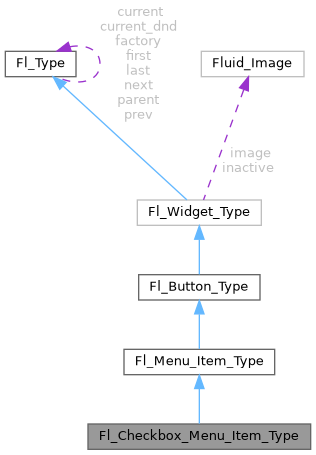 current
current_dnd
factory
first
last
next
parent
prev
Fl_Type
Fluid_Image
image
inactive
Fl_Widget_Type
Fl_Button_Type
Fl_Menu_Item_Type
Fl_Checkbox_Menu_Item_Type